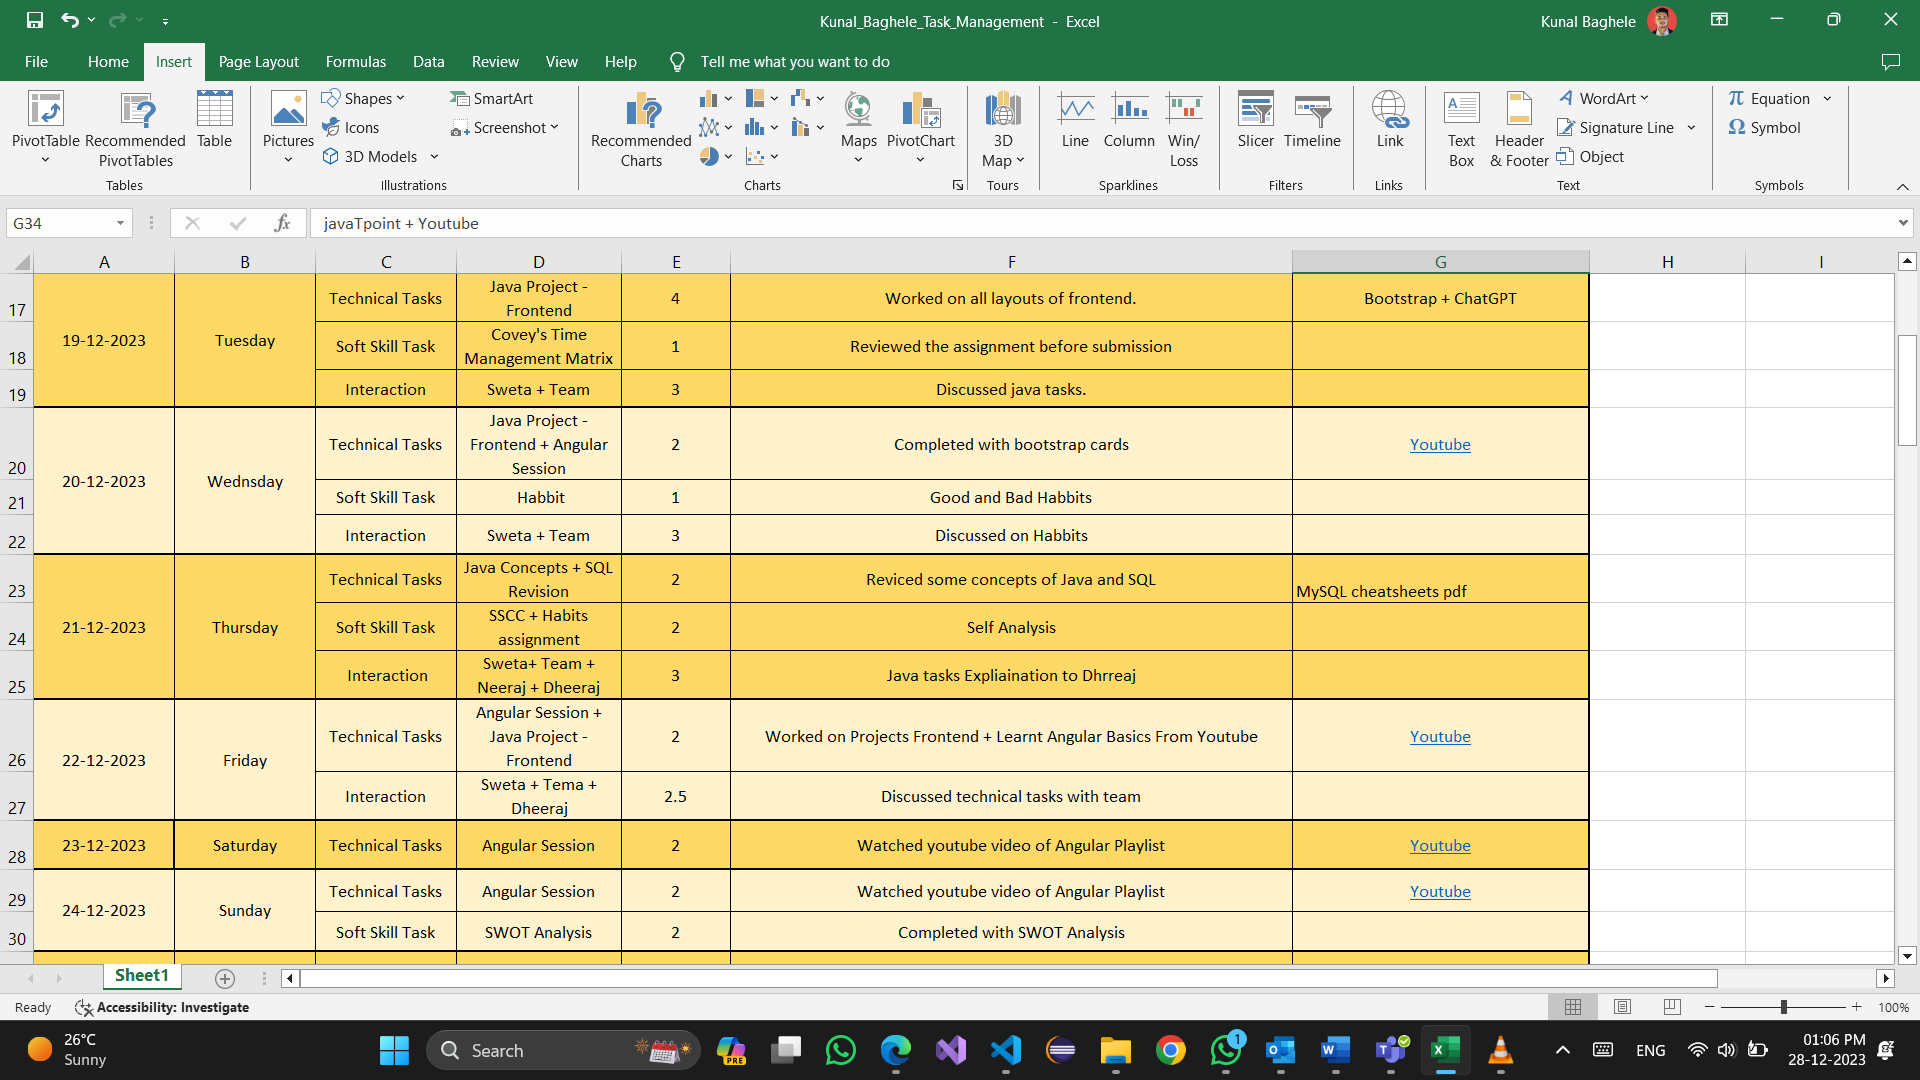 Kunal_Baghele_Task_Management - Excel
Kunal Baghele
File Home Insert Page Layout Formulas Data Review View Help Tell me what you want to do
PivotTable
Recommended
PivotTables
Table
Tables
Pictures
Shapes
Icons
3D Models
SmartArt
Screenshot
Illustrations
Recommended
Charts
Maps
PivotChart
Charts
3D
Map
Tours
Line
Column
Win/
Loss
Sparklines
Slicer
Timeline
Filters
Link
Links
Text
Box
Header
& Footer
WordArt
Signature Line
Object
Text
Equation
Symbol
Symbols
G34
fx
javaTpoint + Youtube
A B C D E F G H I
17
19-12-2023 Tuesday
Technical Tasks
Java Project -
Frontend
4
Worked on all layouts of frontend.
Bootstrap + ChatGPT
18
Soft Skill Task
Covey's Time
Management Matrix
1
Reviewed the assignment before submission
19
Interaction
Sweta + Team
3
Discussed java tasks.
20
20-12-2023 Wednsday
Technical Tasks
Java Project -
Frontend + Angular
Session
2
Completed with bootstrap cards
Youtube
21
Soft Skill Task
Habbit
1
Good and Bad Habbits
22
Interaction
Sweta + Team
3
Discussed on Habbits
23
21-12-2023 Thursday
Technical Tasks
Java Concepts + SQL
Revision
2
Reviced some concepts of Java and SQL
MySQL cheatsheets pdf
24
Soft Skill Task
SSCC + Habits
assignment
2
Self Analysis
25
Interaction
Sweta+ Team +
Neeraj + Dheeraj
3
Java tasks Expliaination to Dhrreaj
26
22-12-2023 Friday
Technical Tasks
Angular Session +
Java Project -
Frontend
2
Worked on Projects Frontend + Learnt Angular Basics From Youtube
Youtube
27
Interaction
Sweta + Tema +
Dheeraj
2.5
Discussed technical tasks with team
28
23-12-2023 Saturday
Technical Tasks
Angular Session
2
Watched youtube video of Angular Playlist
Youtube
29
24-12-2023 Sunday
Technical Tasks
Angular Session
2
Watched youtube video of Angular Playlist
Youtube
30
Soft Skill Task
SWOT Analysis
2
Completed with SWOT Analysis
Sheet1
Ready
Accessibility: Investigate
100%
26°C
Sunny
Search
PRE
1
ENG
01:06 PM
28-12-2023